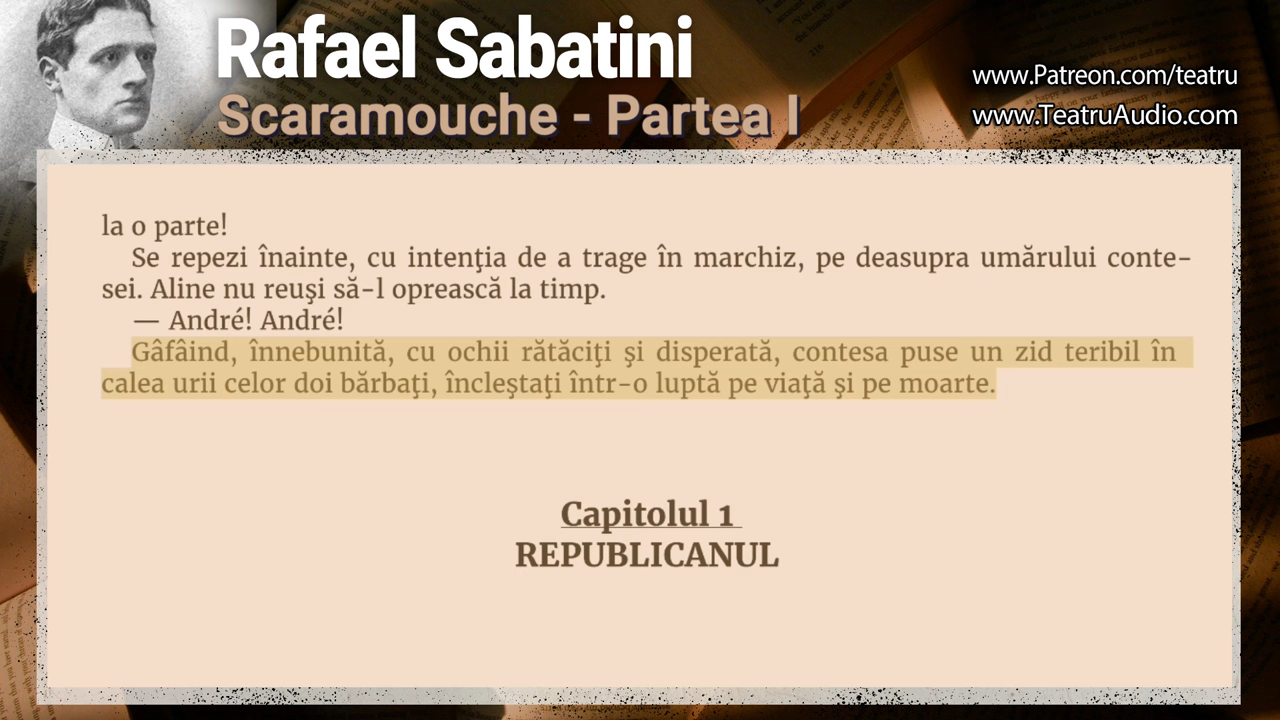 Rafael Sabatini
Scaramouche - Partea I
www.Patreon.com/teatru
www.TeatruAudio.com
la o parte!
Se repezi înainte, cu intenţia de a trage în marchiz, pe deasupra umărului conte-
sei. Aline nu reuşi să-l oprească la timp.
— André! André!
Gâfâind, înnebunită, cu ochii rătăciţi şi disperată, contesa puse un zid teribil în
calea urii celor doi bărbaţi, încleştaţi într-o luptă pe viaţă şi pe moarte.
Capitolul 1
REPUBLICANUL